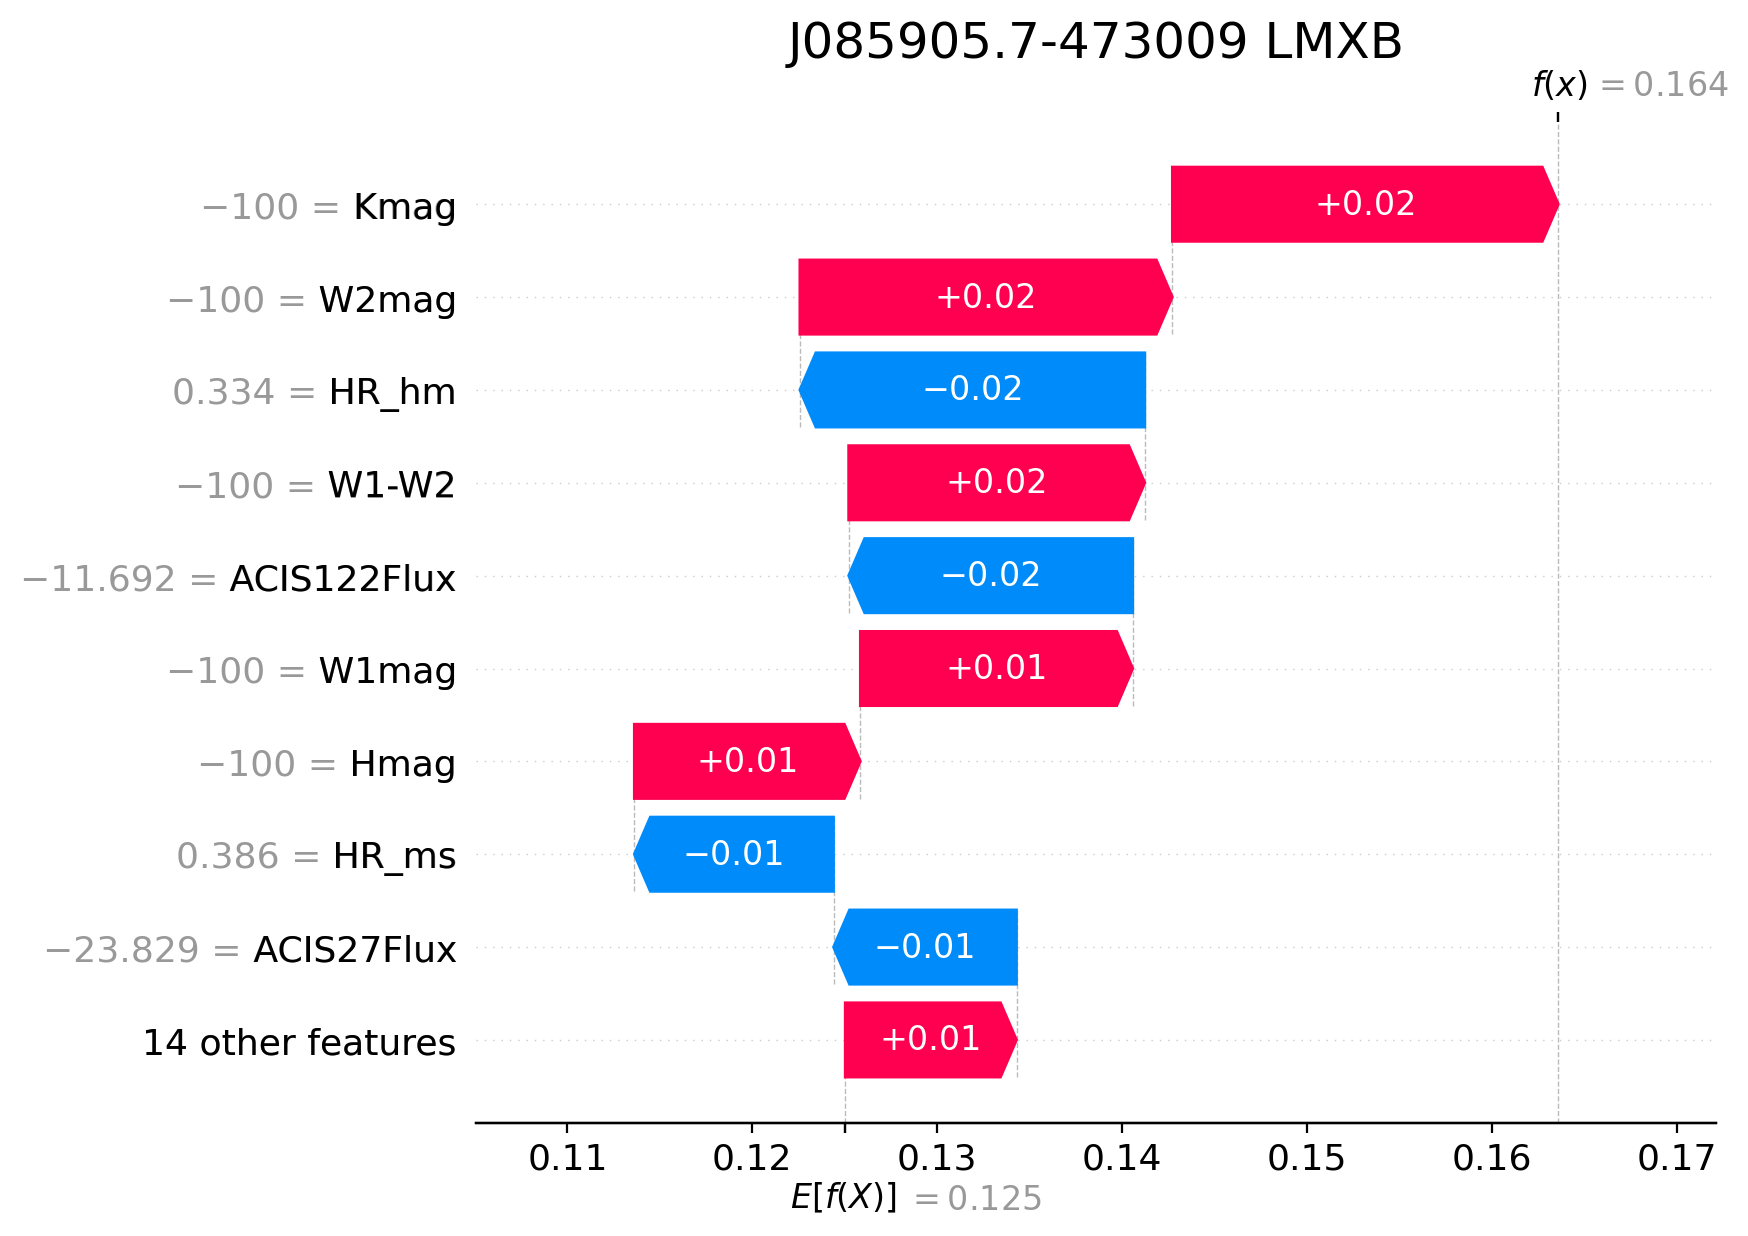 J085905.7-473009 LMXB
f(x) = 0.164
−100 = Kmag +0.02
−100 = W2mag +0.02
0.334 = HR_hm −0.02
−100 = W1-W2 +0.02
−11.692 = ACIS122Flux −0.02
−100 = W1mag +0.01
−100 = Hmag +0.01
0.386 = HR_ms −0.01
−23.829 = ACIS27Flux −0.01
14 other features +0.01
0.11 0.12 0.13 0.14 0.15 0.16 0.17
E[f(X)] = 0.125